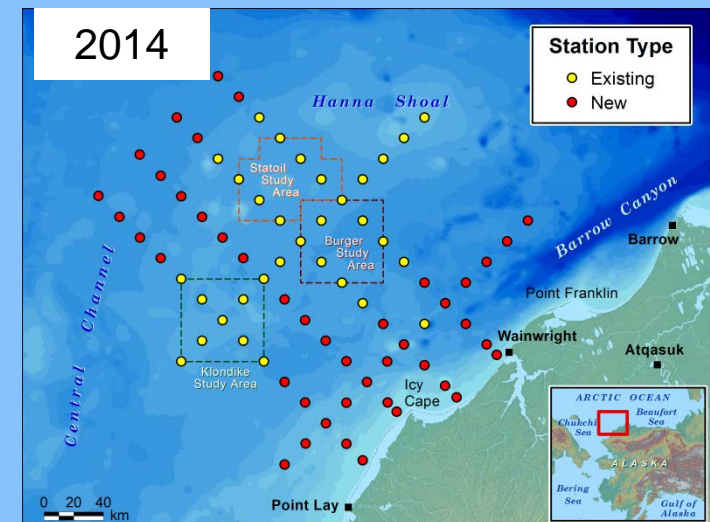 2014
Station Type
Existing
New
Hanna Shoal
Statoil
Study
Area
Burger
Study
Area
Barrow Canyon
Barrow
Central Channel
Point Franklin
Wainwright
Atqasuk
Klondike
Study Area
Icy
Cape
Point Lay
0 20 40
km
ARCTIC OCEAN
Chukchi
Sea
Beaufort
Sea
ALASKA
Bering
Sea
Gulf of
Alaska